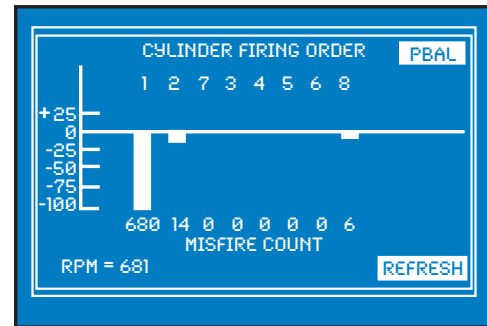 CYLINDER FIRING ORDER PBAL
1 2 7 3 4 5 6 8
+25
0
-25
-50
-75
-100
680 14 0 0 0 0 0 6
MISFIRE COUNT
RPM = 681 REFRESH